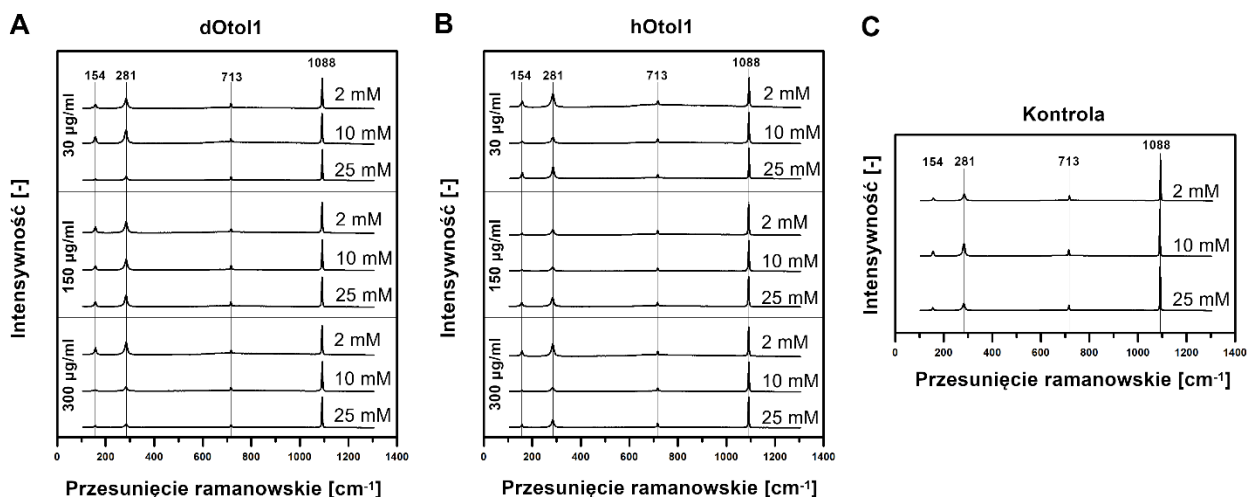 A
dOtol1
154 281 713 1088
2 mM
10 mM
25 mM
30 µg/ml
2 mM
10 mM
25 mM
150 µg/ml
2 mM
10 mM
25 mM
300 µg/ml
Intensywność [-]
0 200 400 600 800 1000 1200 1400
Przesunięcie ramanowskie [cm⁻¹]
B
hOtol1
154 281 713 1088
2 mM
10 mM
25 mM
30 µg/ml
2 mM
10 mM
25 mM
150 µg/ml
2 mM
10 mM
25 mM
300 µg/ml
Intensywność [-]
0 200 400 600 800 1000 1200 1400
Przesunięcie ramanowskie [cm⁻¹]
C
Kontrola
154 281 713 1088
2 mM
10 mM
25 mM
Intensywność [-]
0 200 400 600 800 1000 1200 1400
Przesunięcie ramanowskie [cm⁻¹]